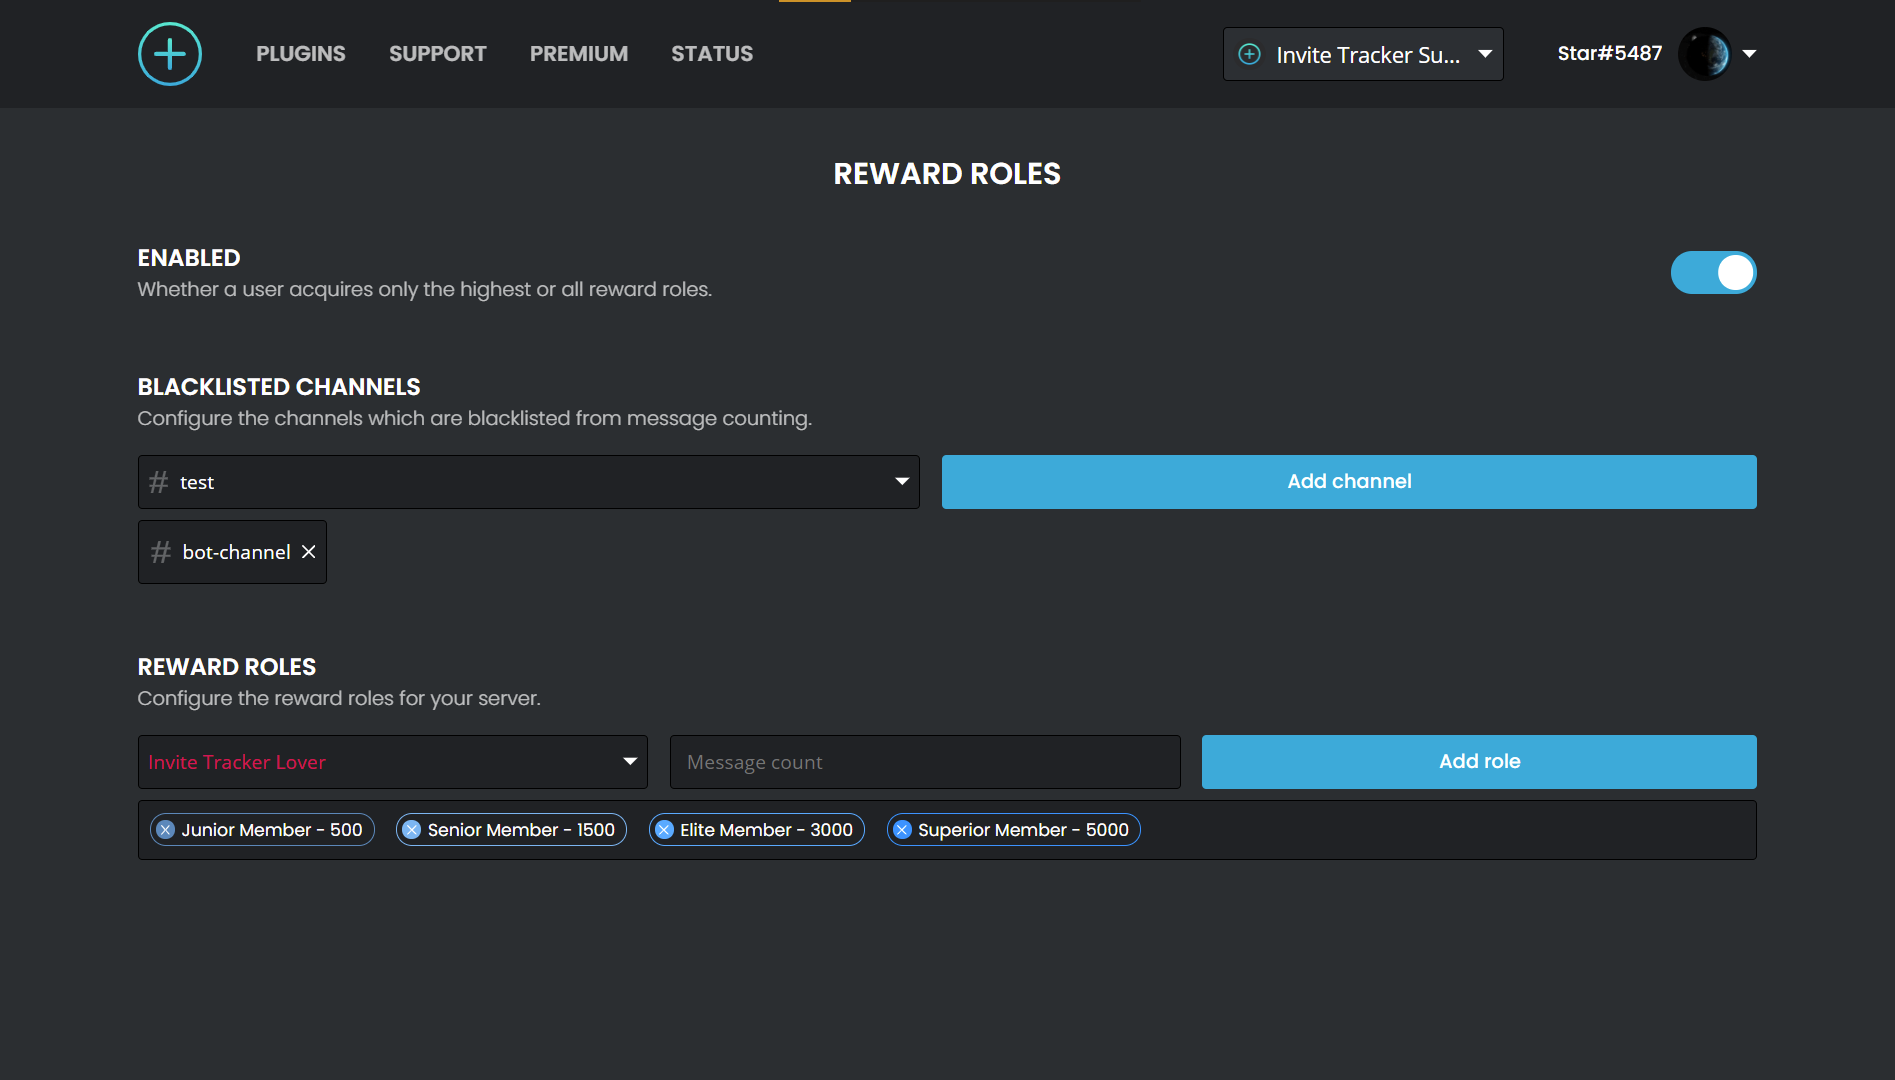 PLUGINS SUPPORT PREMIUM STATUS Invite Tracker Su... Star#5487
REWARD ROLES
ENABLED
Whether a user acquires only the highest or all reward roles.
BLACKLISTED CHANNELS
Configure the channels which are blacklisted from message counting.
# test Add channel
# bot-channel
REWARD ROLES
Configure the reward roles for your server.
Invite Tracker Lover Message count Add role
Junior Member - 500 Senior Member - 1500 Elite Member - 3000 Superior Member - 5000